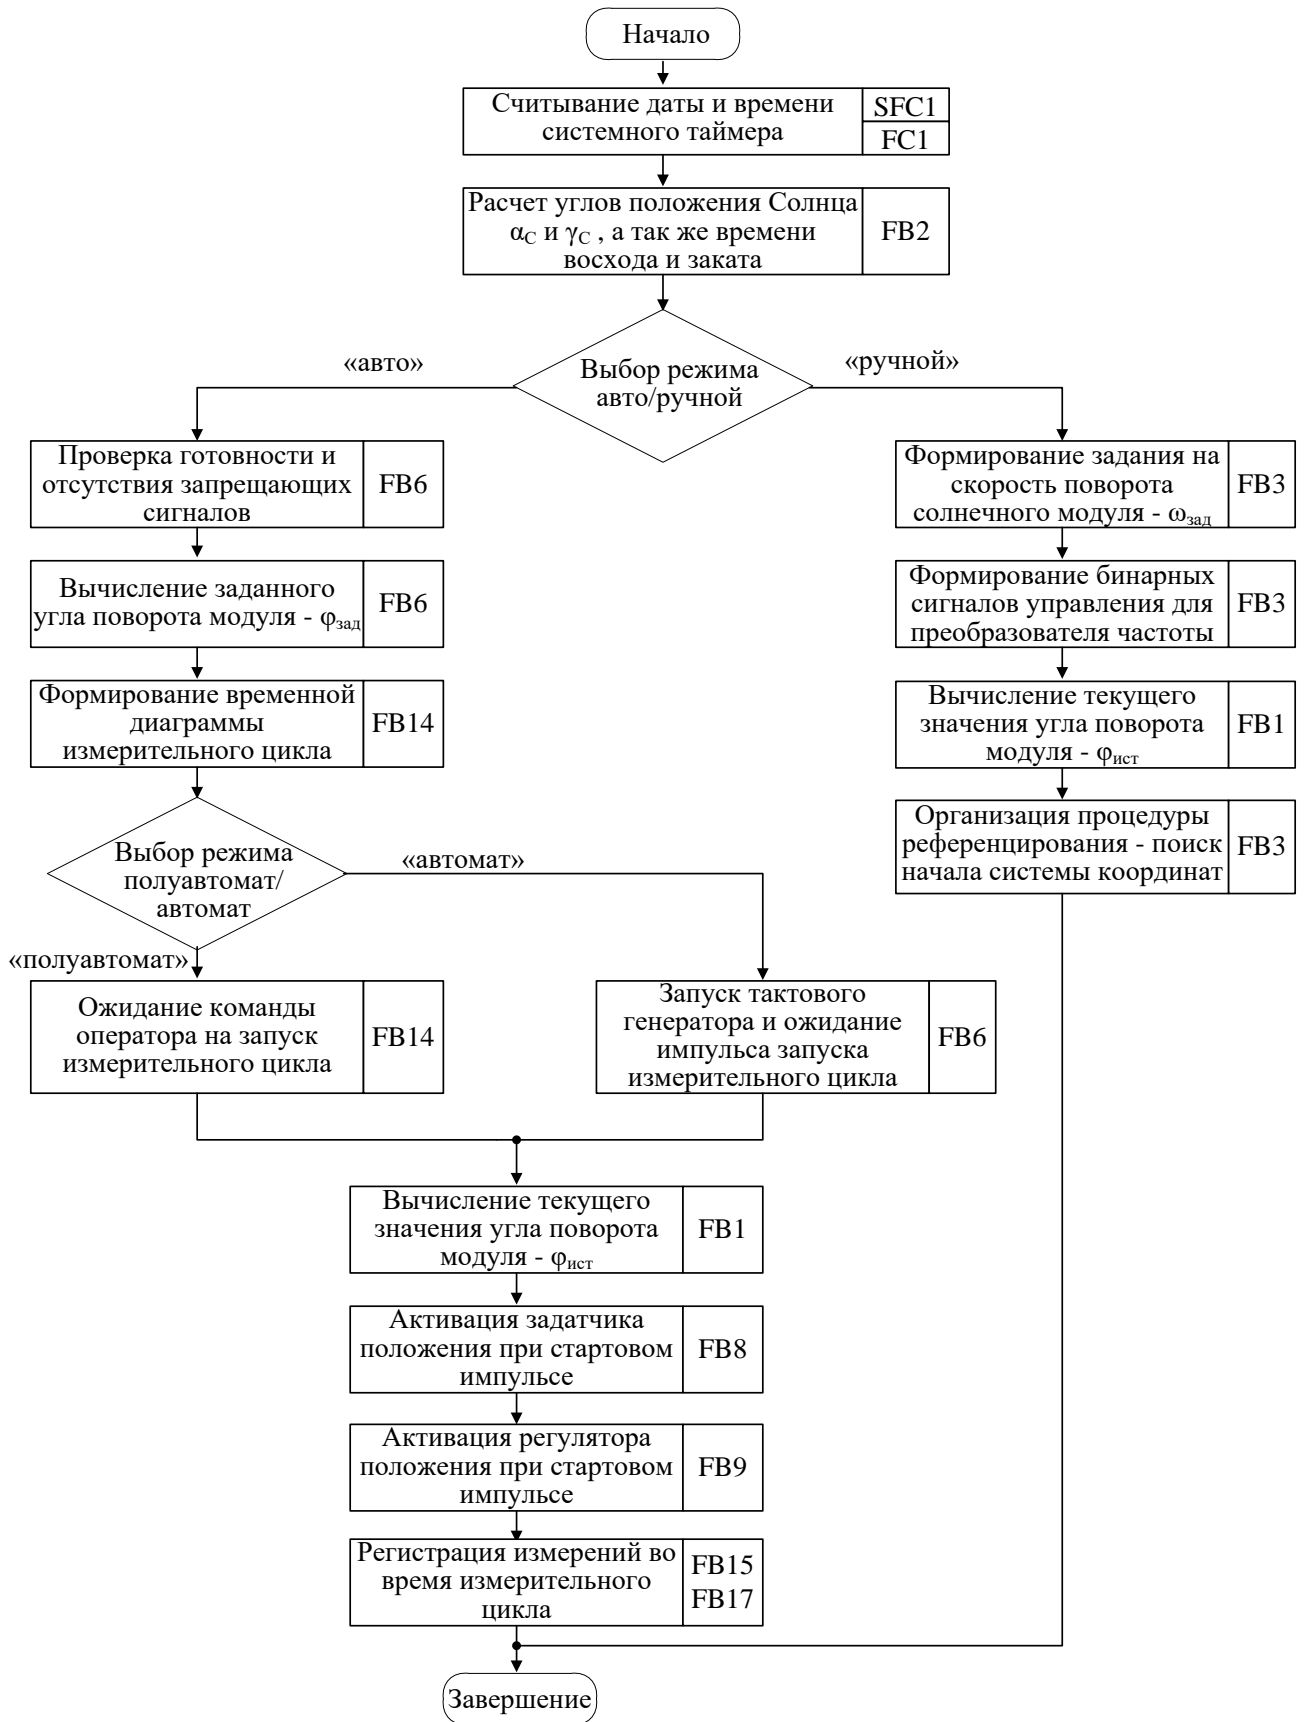 Начало
Считывание даты и времени
системного таймера
SFC1
FC1
Расчет углов положения Солнца
αС и γС , а так же времени
восхода и заката
FB2
«авто»
Выбор режима
авто/ручной
«ручной»
Проверка готовности и
отсутствия запрещающих
сигналов
FB6
Вычисление заданного
угла поворота модуля - φзад
FB6
Формирование временной
диаграммы
измерительного цикла
FB14
Формирование задания на
скорость поворота
солнечного модуля - ωзад
FB3
Формирование бинарных
сигналов управления для
преобразователя частоты
FB3
Вычисление текущего
значения угла поворота
модуля - φист
FB1
Организация процедуры
референцирования - поиск
начала системы координат
FB3
Выбор режима
полуавтомат/
автомат
«автомат»
«полуавтомат»
Ожидание команды
оператора на запуск
измерительного цикла
FB14
Запуск тактового
генератора и ожидание
импульса запуска
измерительного цикла
FB6
Вычисление текущего
значения угла поворота
модуля - φист
FB1
Активация задатчика
положения при стартовом
импульсе
FB8
Активация регулятора
положения при стартовом
импульсе
FB9
Регистрация измерений во
время измерительного
цикла
FB15
FB17
Завершение